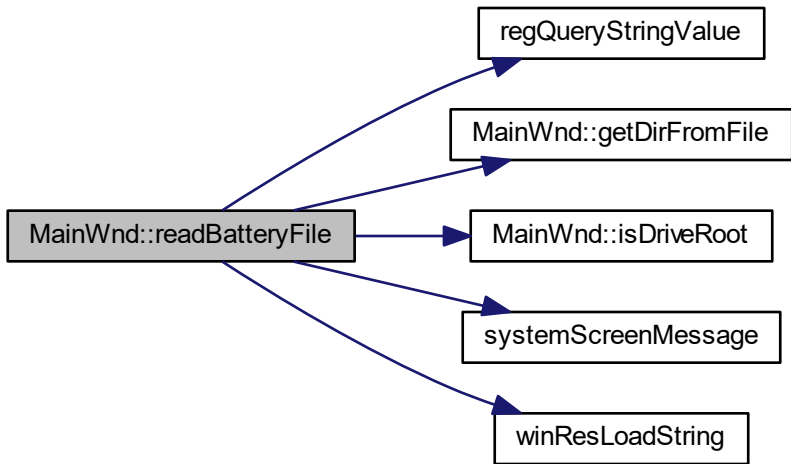 regQueryStringValue
MainWnd::getDirFromFile
MainWnd::readBatteryFile
MainWnd::isDriveRoot
systemScreenMessage
winResLoadString